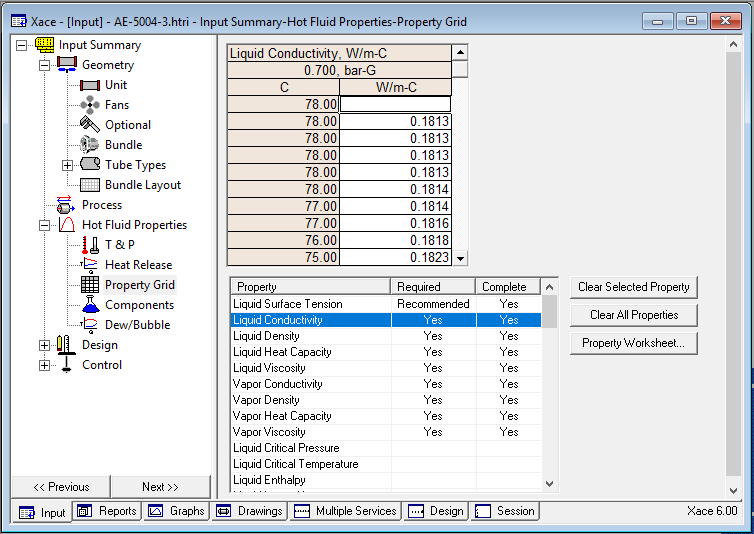 Xace - [Input] - AE-5004-3.htri - Input Summary-Hot Fluid Properties-Property Grid
Input Summary
Geometry
Unit
Fans
Optional
Bundle
Tube Types
Bundle Layout
Process
Hot Fluid Properties
T & P
Heat Release
Property Grid
Components
Dew/Bubble
Design
Control
<< Previous Next >>
Liquid Conductivity, W/m-C
0.700, bar-G
C W/m-C
78.00
78.00 0.1813
78.00 0.1813
78.00 0.1813
78.00 0.1813
78.00 0.1814
77.00 0.1814
77.00 0.1816
76.00 0.1818
75.00 0.1823
Property Required Complete
Liquid Surface Tension Recommended Yes
Liquid Conductivity Yes Yes
Liquid Density Yes Yes
Liquid Heat Capacity Yes Yes
Liquid Viscosity Yes Yes
Vapor Conductivity Yes Yes
Vapor Density Yes Yes
Vapor Heat Capacity Yes Yes
Vapor Viscosity Yes Yes
Liquid Critical Pressure
Liquid Critical Temperature
Liquid Enthalpy
Clear Selected Property
Clear All Properties
Property Worksheet...
Input Reports Graphs Drawings Multiple Services Design Session Xace 6.00